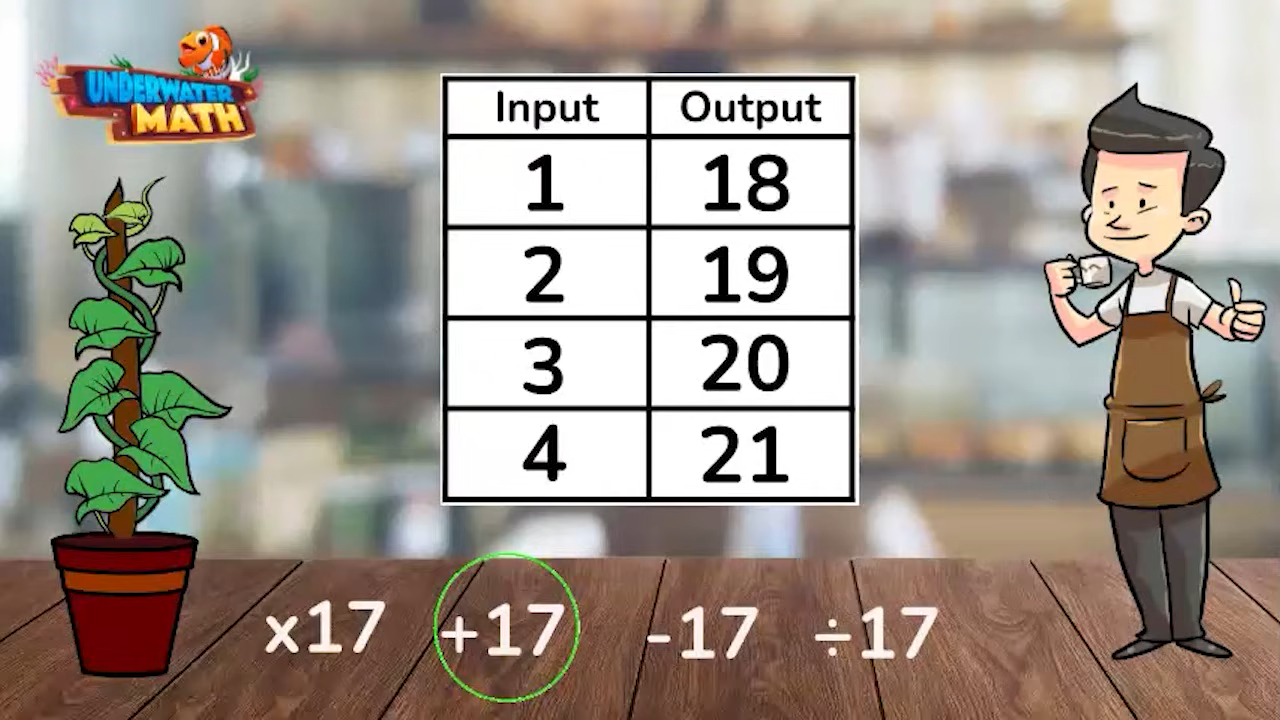 UNDERWATER
MATH
Input Output
1 18
2 19
3 20
4 21
x17 +17 -17 ÷17